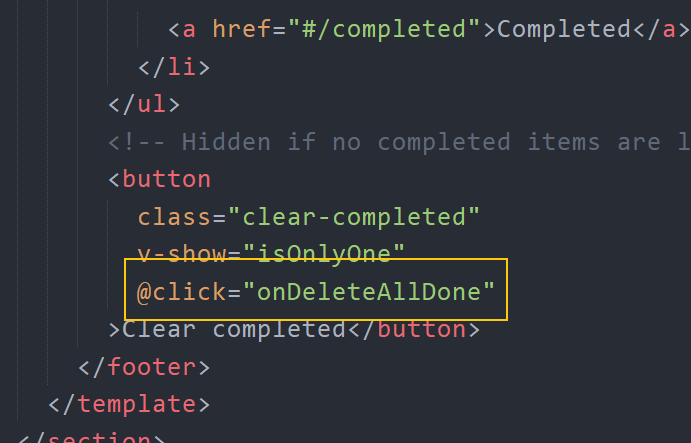 <a href="#/completed">Completed</a>
</li>
</ul>
<!-- Hidden if no completed items are l
<button
class="clear-completed"
v-show="isOnlyOne"
@click="onDeleteAllDone"
>Clear completed</button>
</footer>
</template>
</section>